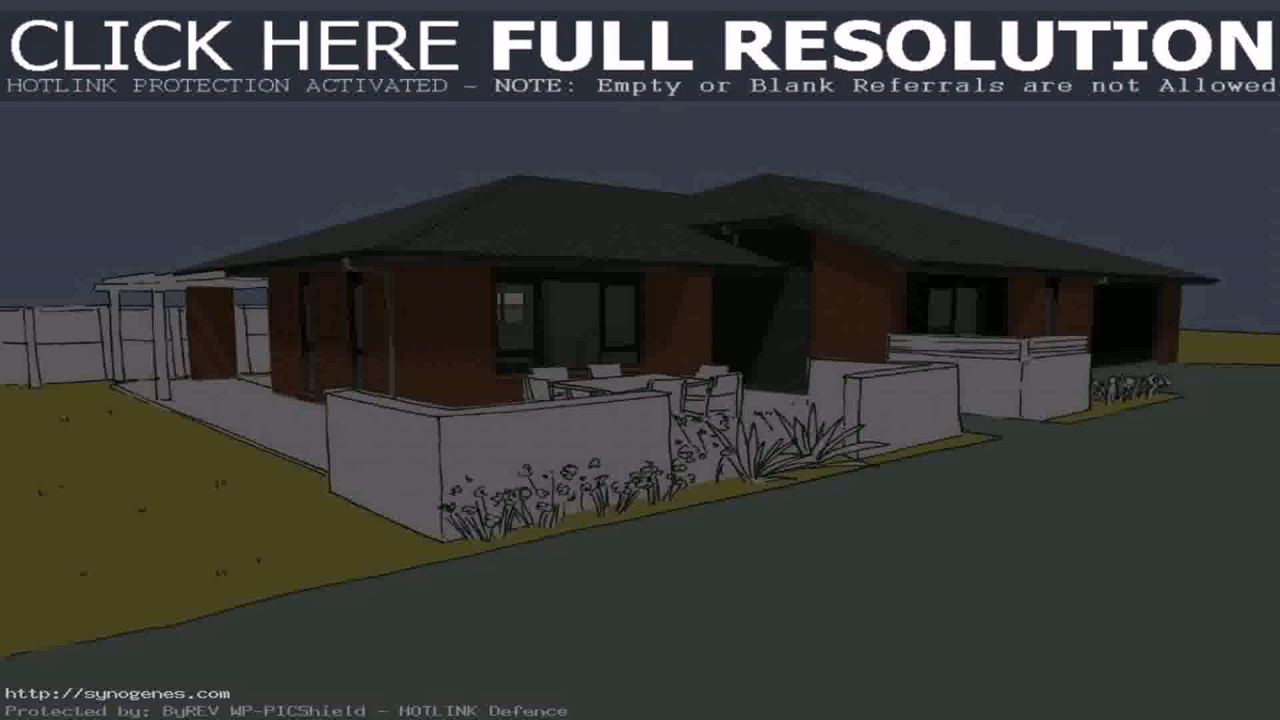 CLICK HERE FULL RESOLUTION
HOTLINK PROTECTION ACTIVATED - NOTE: Empty or Blank Referrals are not Allowed
http://synogenes.com
Protected by: ByREV WP-PICShield - HOTLINK Defence